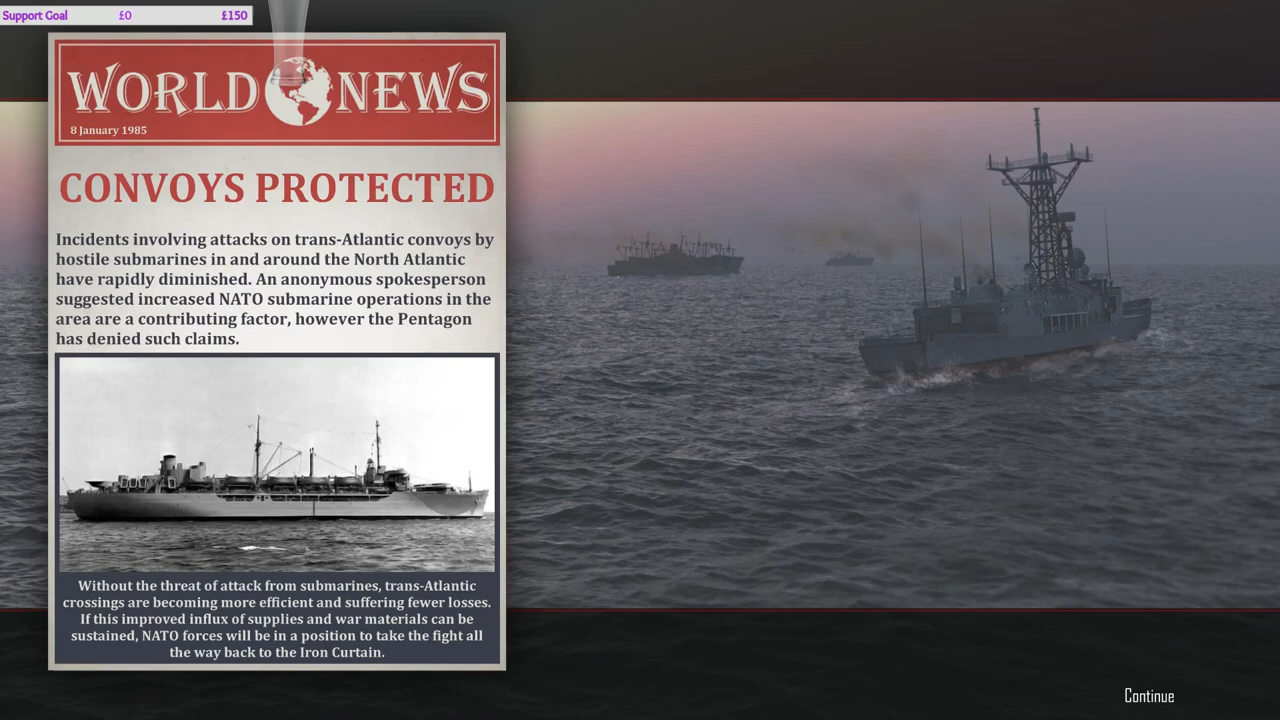 Support Goal £0 £150
WORLD NEWS
8 January 1985
CONVOYS PROTECTED
Incidents involving attacks on trans-Atlantic convoys by
hostile submarines in and around the North Atlantic
have rapidly diminished. An anonymous spokesperson
suggested increased NATO submarine operations in the
area are a contributing factor, however the Pentagon
has denied such claims.
Without the threat of attack from submarines, trans-Atlantic
crossings are becoming more efficient and suffering fewer losses.
If this improved influx of supplies and war materials can be
sustained, NATO forces will be in a position to take the fight all
the way back to the Iron Curtain.
Continue